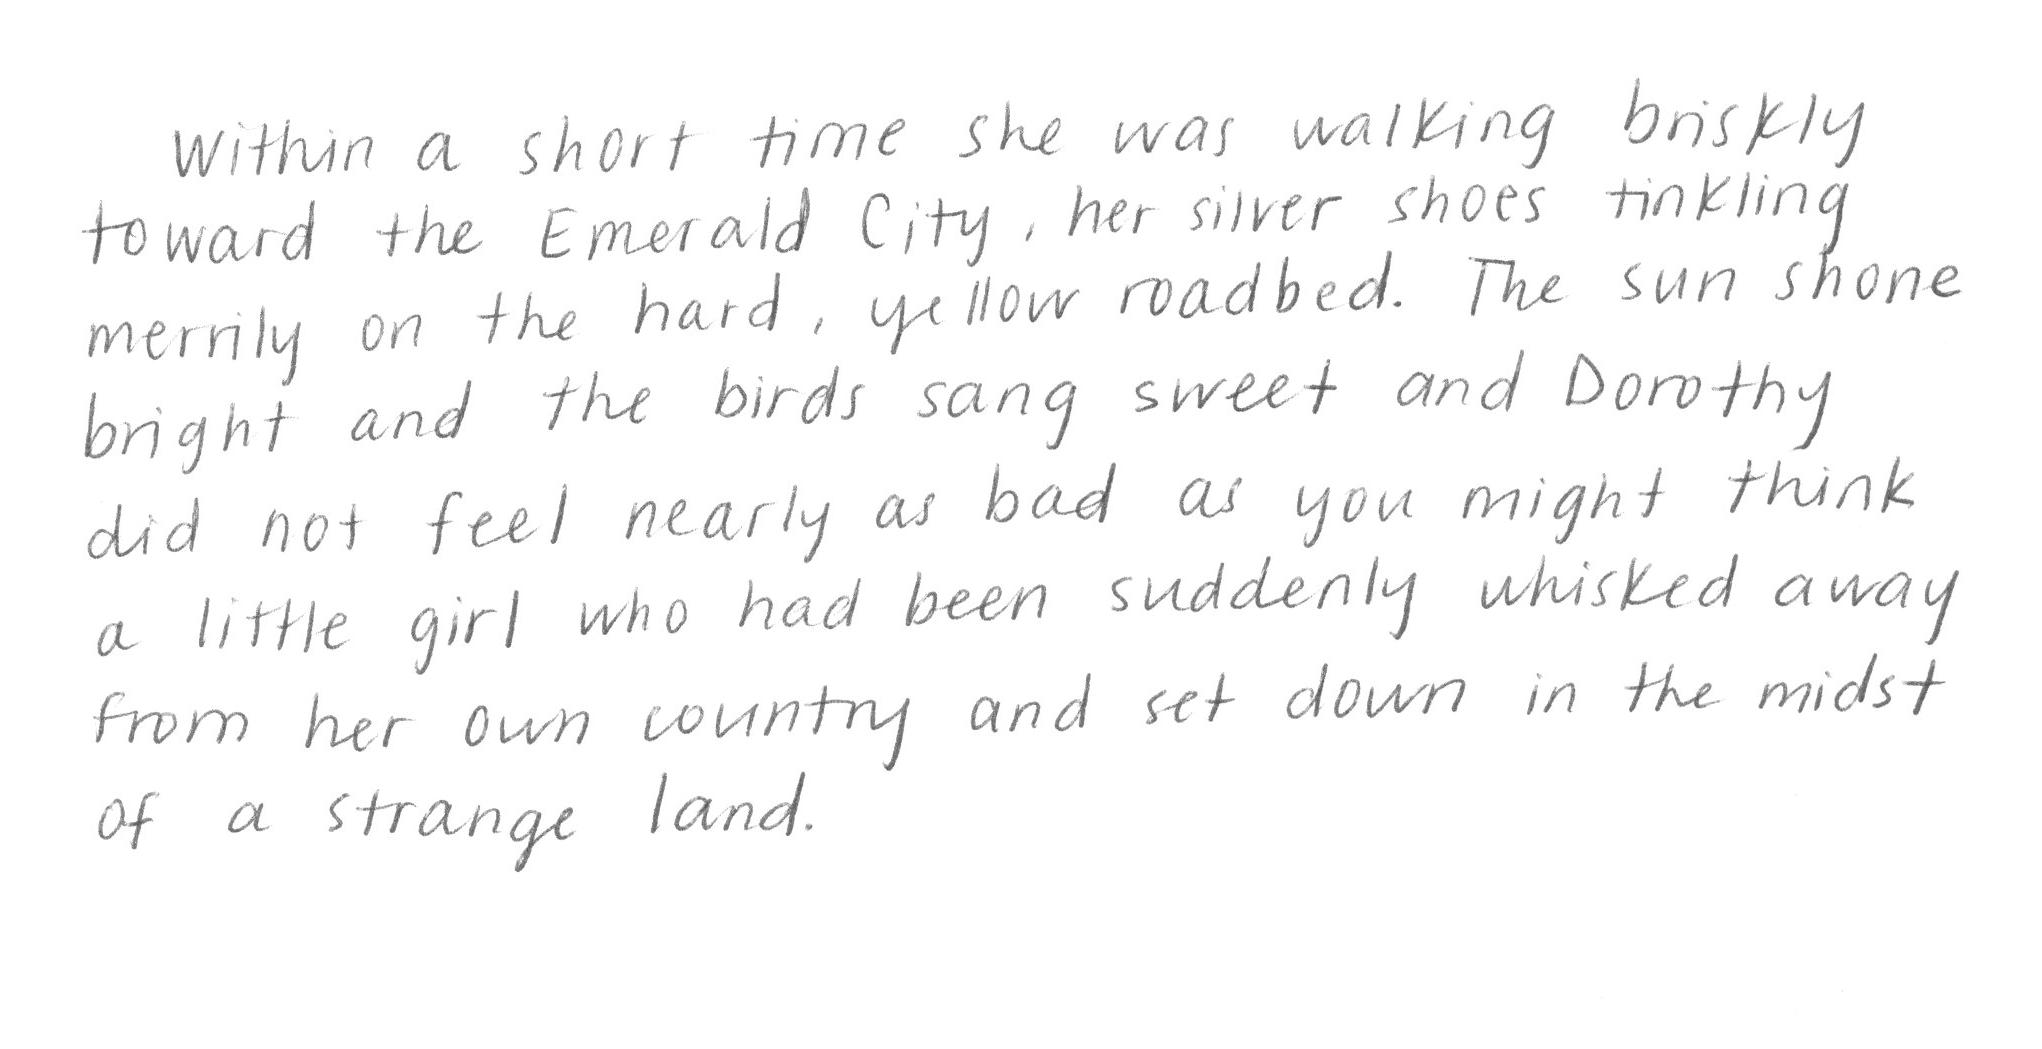 Within a short time she was walking briskly
toward the Emerald City, her silver shoes tinkling
merrily on the hard, yellow roadbed. The sun shone
bright and the birds sang sweet and Dorothy
did not feel nearly as bad as you might think
a little girl who had been suddenly whisked away
from her own country and set down in the midst
of a strange land.